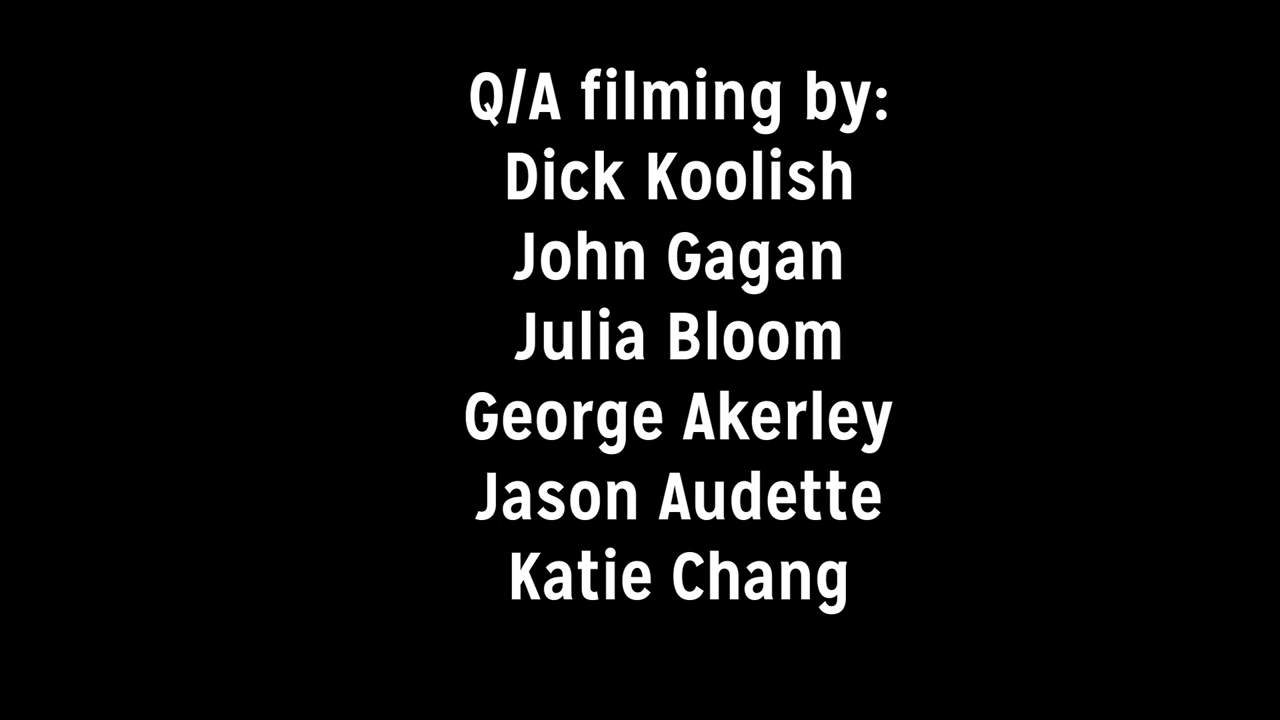 Q/A filming by:
Dick Koolish
John Gagan
Julia Bloom
George Akerley
Jason Audette
Katie Chang